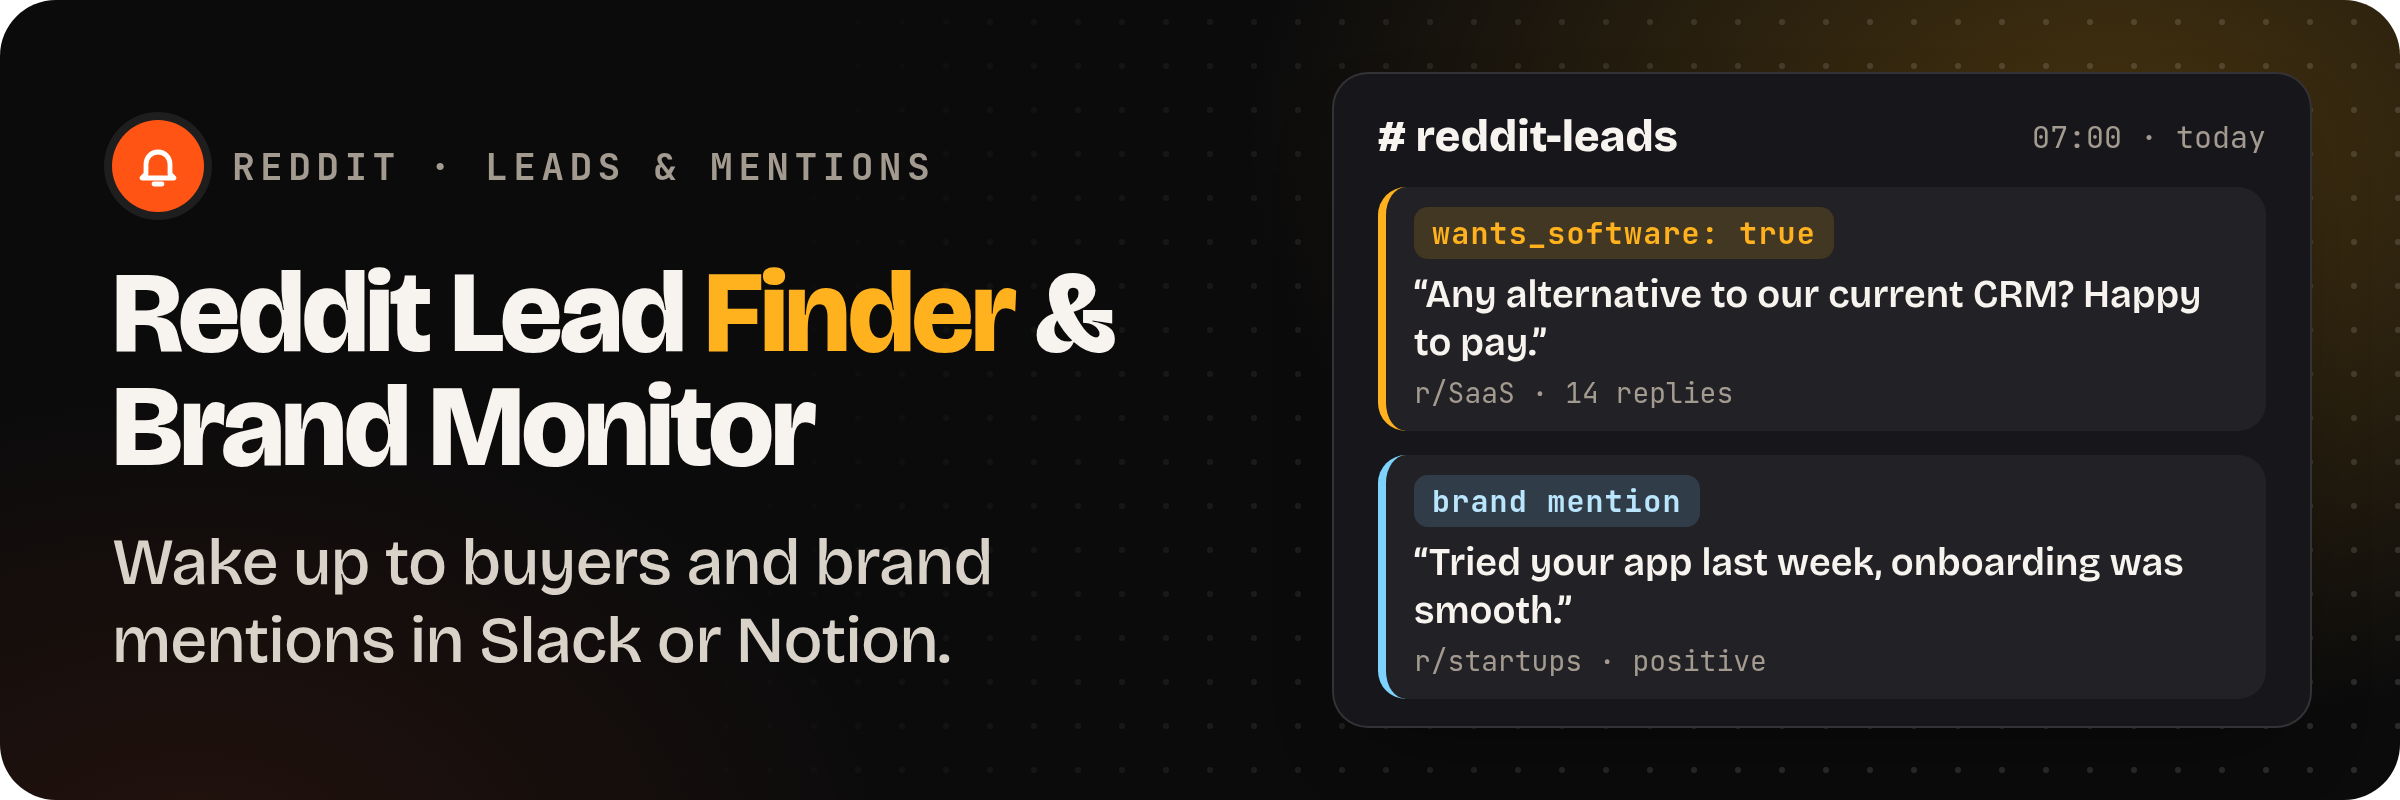 REDDIT · LEADS & MENTIONS
Reddit Lead Finder &
Brand Monitor
Wake up to buyers and brand
mentions in Slack or Notion.
# reddit-leads
07:00 · today
wants_software: true
“Any alternative to our current CRM? Happy
to pay.”
r/SaaS · 14 replies
brand mention
“Tried your app last week, onboarding was
smooth.”
r/startups · positive